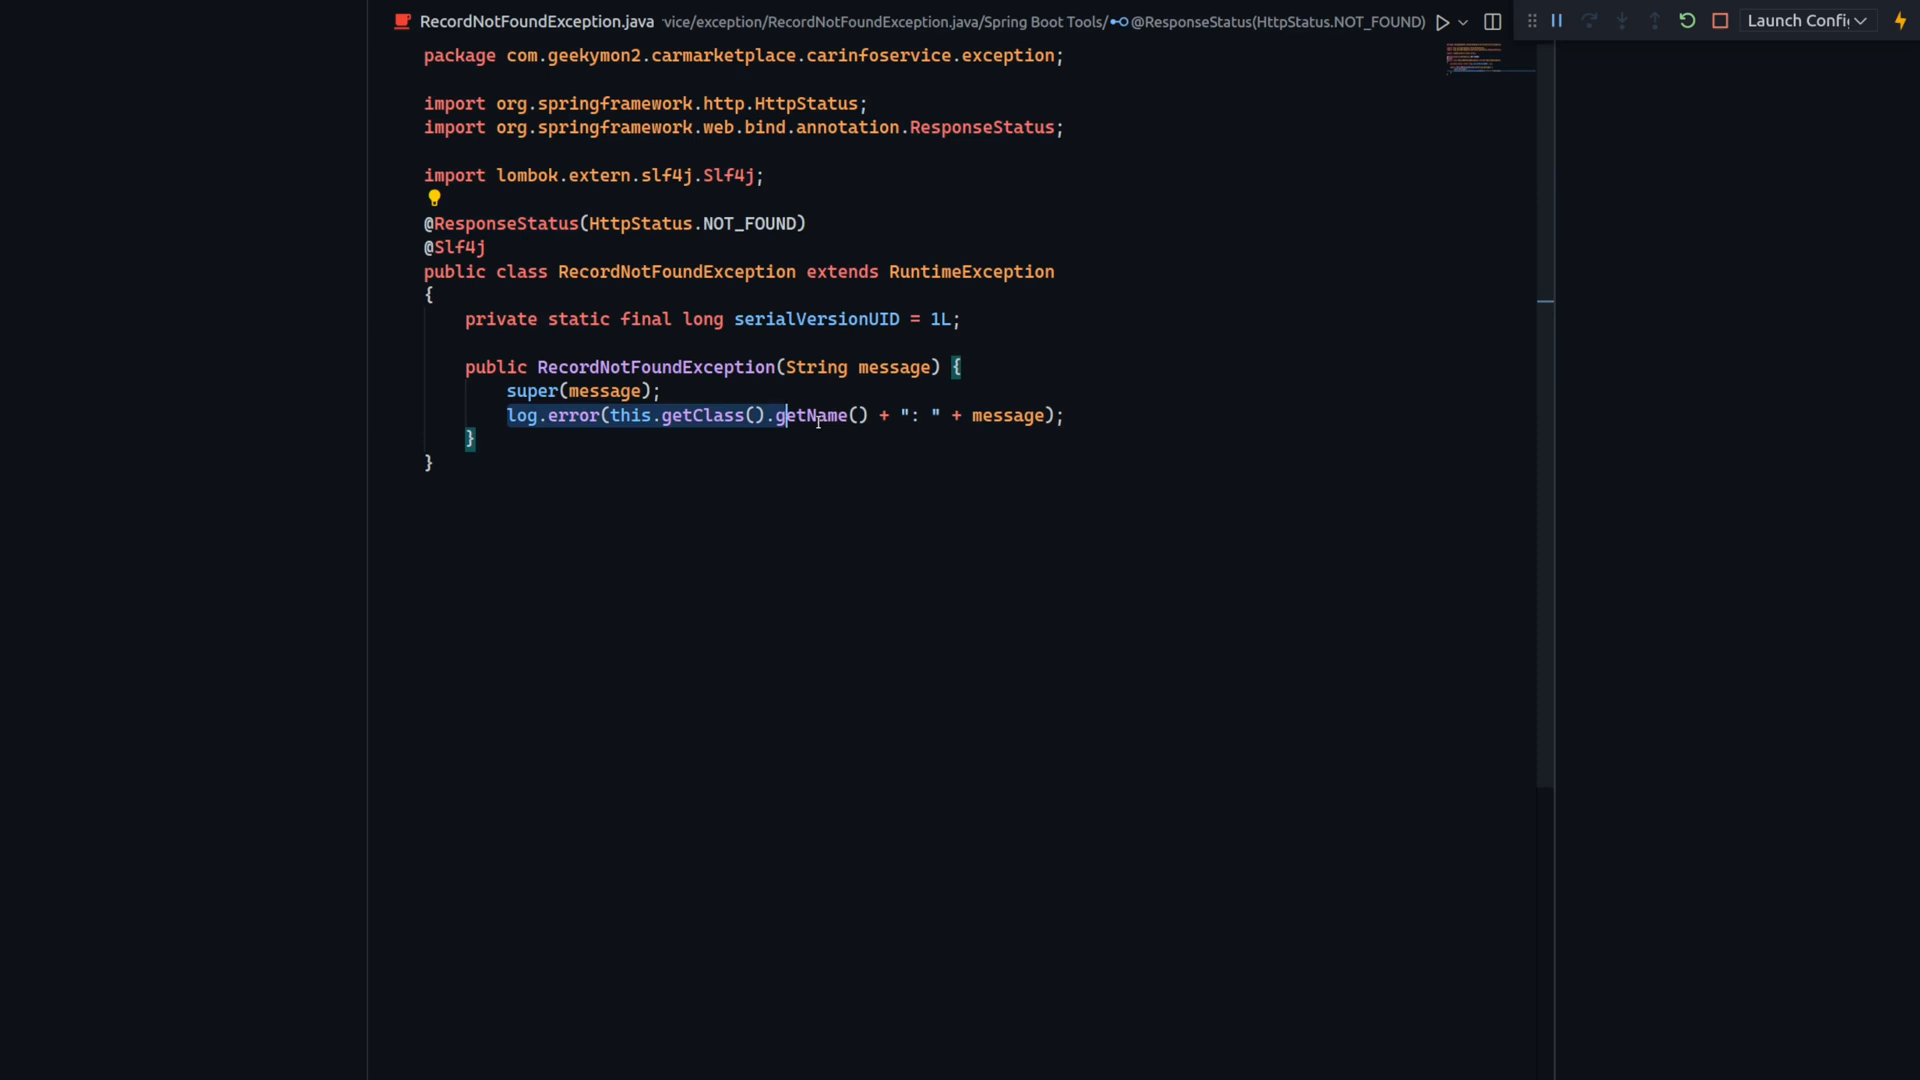 RecordNotFoundException.java vice/exception/RecordNotFoundException.java/Spring Boot Tools/ @ResponseStatus(HttpStatus.NOT_FOUND) Launch Config
package com.geekymon2.carmarketplace.carinfoservice.exception;
import org.springframework.http.HttpStatus;
import org.springframework.web.bind.annotation.ResponseStatus;
import lombok.extern.slf4j.Slf4j;
@ResponseStatus(HttpStatus.NOT_FOUND)
@Slf4j
public class RecordNotFoundException extends RuntimeException
{
    private static final long serialVersionUID = 1L;
    public RecordNotFoundException(String message) {
        super(message);
        log.error(this.getClass().getName() + ": " + message);
    }
}